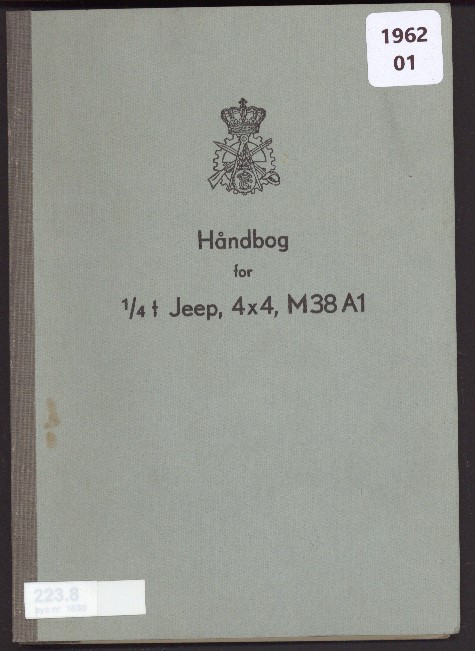 1962
01
Håndbog
for
1/4 t Jeep, 4x4, M38 A1
223.8